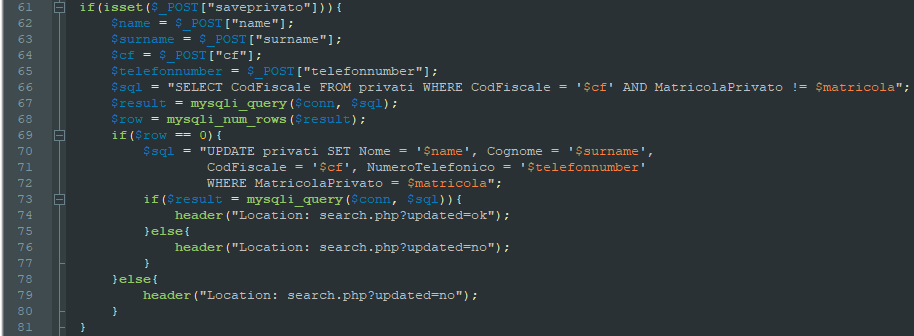 61 if(isset($_POST["saveprivato"])){
62 $name = $_POST["name"];
63 $surname = $_POST["surname"];
64 $cf = $_POST["cf"];
65 $telefonnumber = $_POST["telefonnumber"];
66 $sql = "SELECT CodFiscale FROM privati WHERE CodFiscale = '$cf' AND MatricolaPrivato != $matricola";
67 $result = mysqli_query($conn, $sql);
68 $row = mysqli_num_rows($result);
69 if($row == 0){
70 $sql = "UPDATE privati SET Nome = '$name', Cognome = '$surname',
71 CodFiscale = '$cf', NumeroTelefonico = '$telefonnumber'
72 WHERE MatricolaPrivato = $matricola";
73 if($result = mysqli_query($conn, $sql)){
74 header("Location: search.php?updated=ok");
75 }else{
76 header("Location: search.php?updated=no");
77 }
78 }else{
79 header("Location: search.php?updated=no");
80 }
81 }